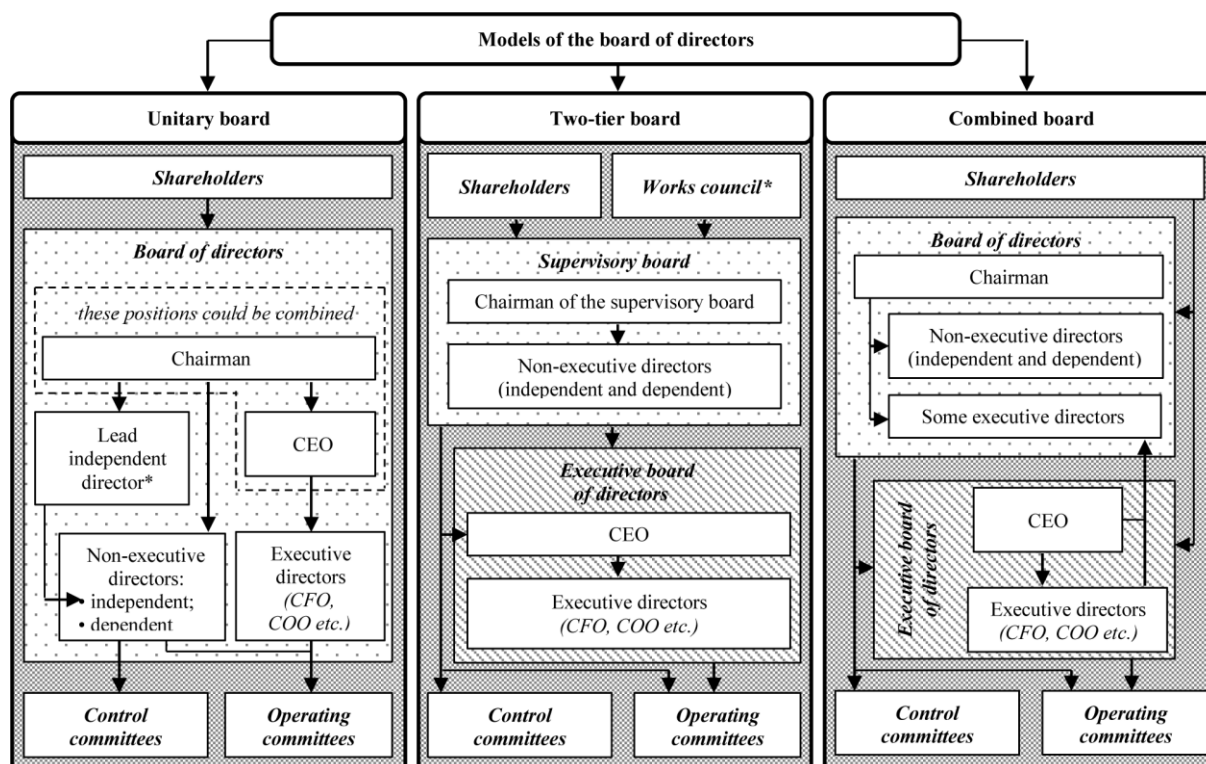 Models of the board of directors
Unitary board
Shareholders
Board of directors
these positions could be combined
Chairman
Lead
independent
director*
CEO
Non-executive
directors:
• independent;
• dependent
Executive
directors
(CFO,
COO etc.)
Control
committees
Operating
committees
Two-tier board
Shareholders
Works council*
Supervisory board
Chairman of the supervisory board
Non-executive directors
(independent and dependent)
Executive board
of directors
CEO
Executive directors
(CFO, COO etc.)
Control
committees
Operating
committees
Combined board
Shareholders
Board of directors
Chairman
Non-executive directors
(independent and dependent)
Some executive directors
Executive board
of directors
CEO
Executive directors
(CFO, COO etc.)
Control
committees
Operating
committees